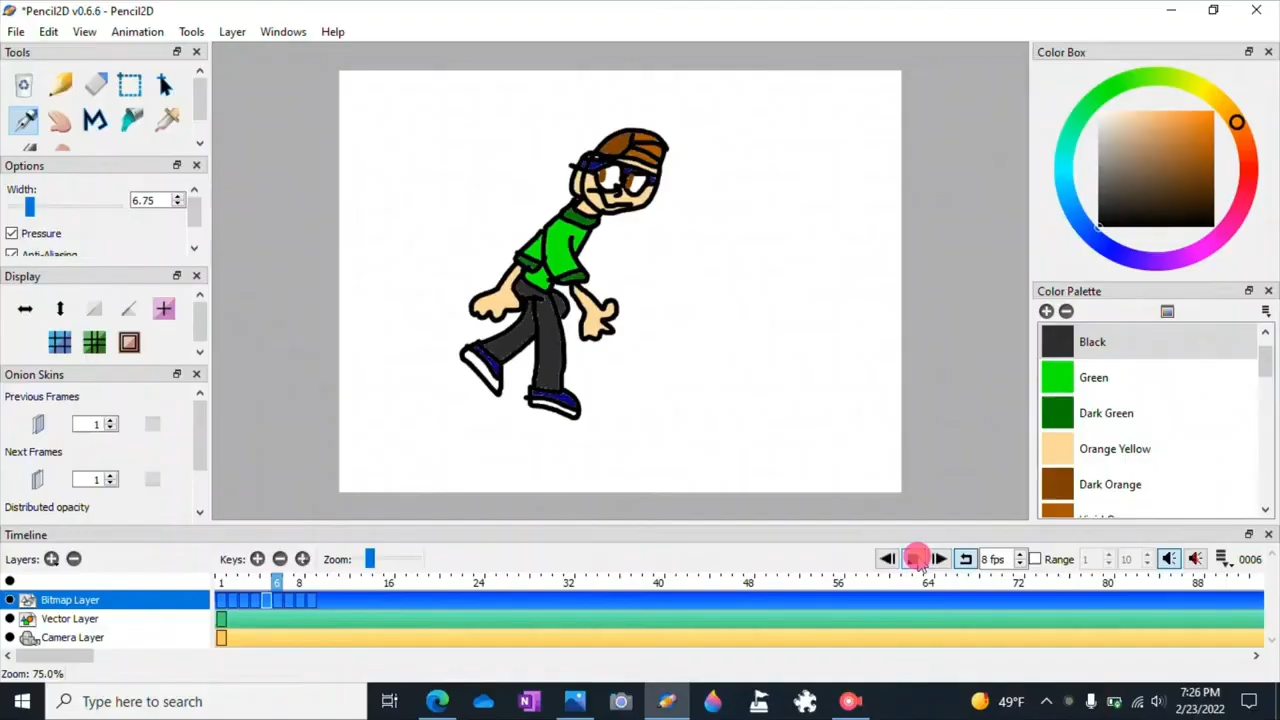 *Pencil2D v0.6.6 - Pencil2D
File Edit View Animation Tools Layer Windows Help
Tools
Color Box
Options
Width:
6.75
Pressure
Anti-Aliasing
Display
Color Palette
Black
Green
Dark Green
Orange Yellow
Dark Orange
Onion Skins
Previous Frames
1
Next Frames
1
Distributed opacity
Timeline
Layers: Keys: Zoom: 8 fps Range 1 10 0006
1 6 16 24 32 40 48 56 64 72 80 88
Bitmap Layer
Vector Layer
Camera Layer
Zoom: 75.0%
Type here to search
49°F
7:26 PM
2/23/2022